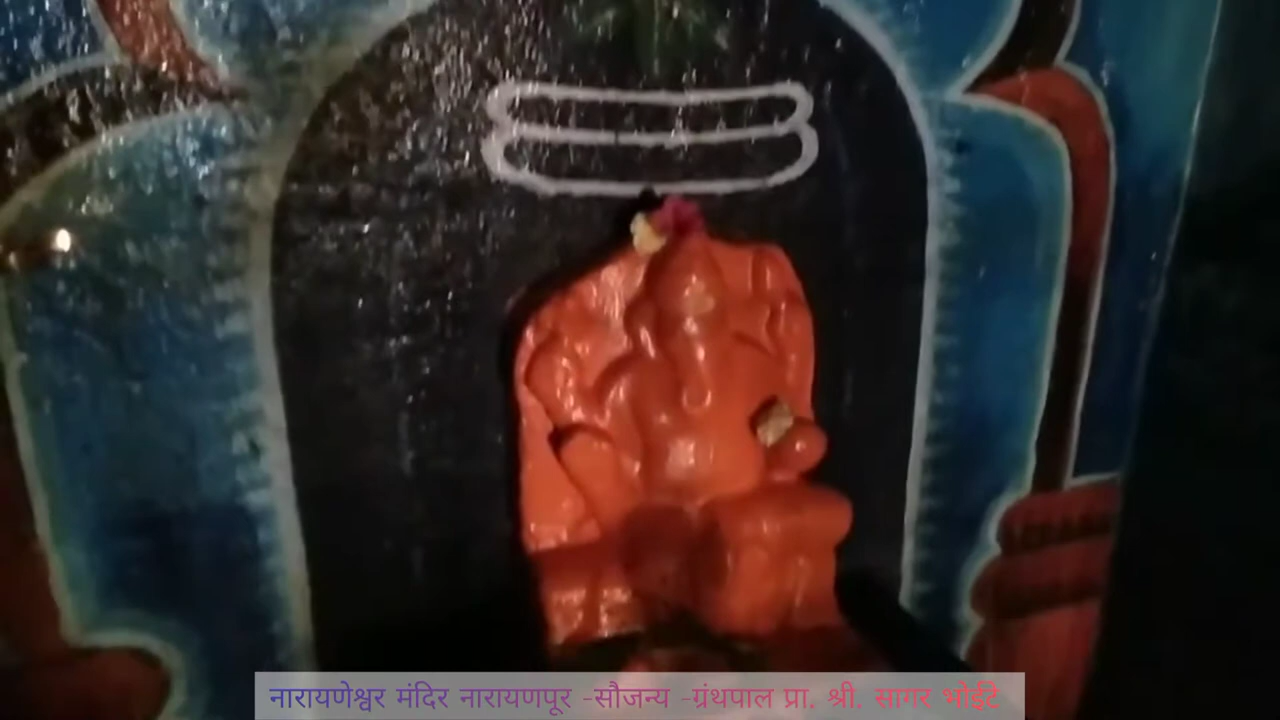 नारायणेश्वर मंदिर नारायणपूर -सौजन्य -ग्रंथपाल प्रा. श्री. सागर भोईटे